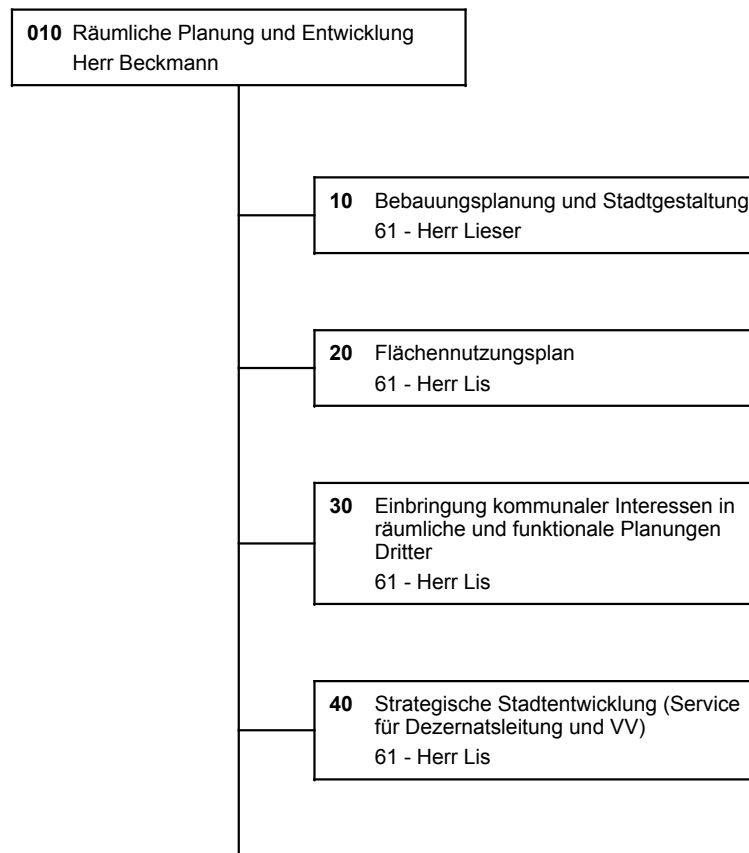 010 Räumliche Planung und Entwicklung
Herr Beckmann
10 Bebauungsplanung und Stadtgestaltung
61 - Herr Lieser
20 Flächennutzungsplan
61 - Herr Lis
30 Einbringung kommunaler Interessen in
räumliche und funktionale Planungen
Dritter
61 - Herr Lis
40 Strategische Stadtentwicklung (Service
für Dezernatsleitung und VV)
61 - Herr Lis